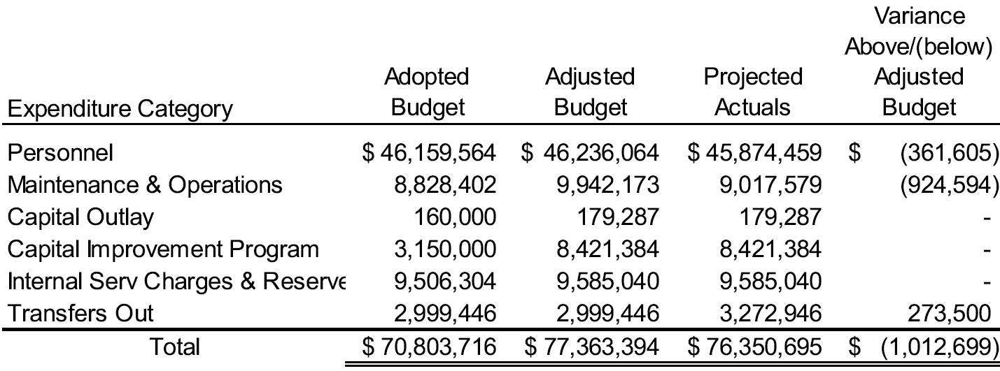 Variance
Above/(below)
Adopted Adjusted Projected Adjusted
Expenditure Category Budget Budget Actuals Budget
Personnel $ 46,159,564 $ 46,236,064 $ 45,874,459 $ (361,605)
Maintenance & Operations 8,828,402 9,942,173 9,017,579 (924,594)
Capital Outlay 160,000 179,287 179,287 -
Capital Improvement Program 3,150,000 8,421,384 8,421,384 -
Internal Serv Charges & Reserve 9,506,304 9,585,040 9,585,040 -
Transfers Out 2,999,446 2,999,446 3,272,946 273,500
Total $ 70,803,716 $ 77,363,394 $ 76,350,695 $ (1,012,699)